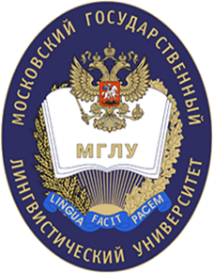 МОСКОВСКИЙ ГОСУДАРСТВЕННЫЙ
МГЛУ
LINGUA FACIT PACEM
ЛИНГВИСТИЧЕСКИЙ УНИВЕРСИТЕТ